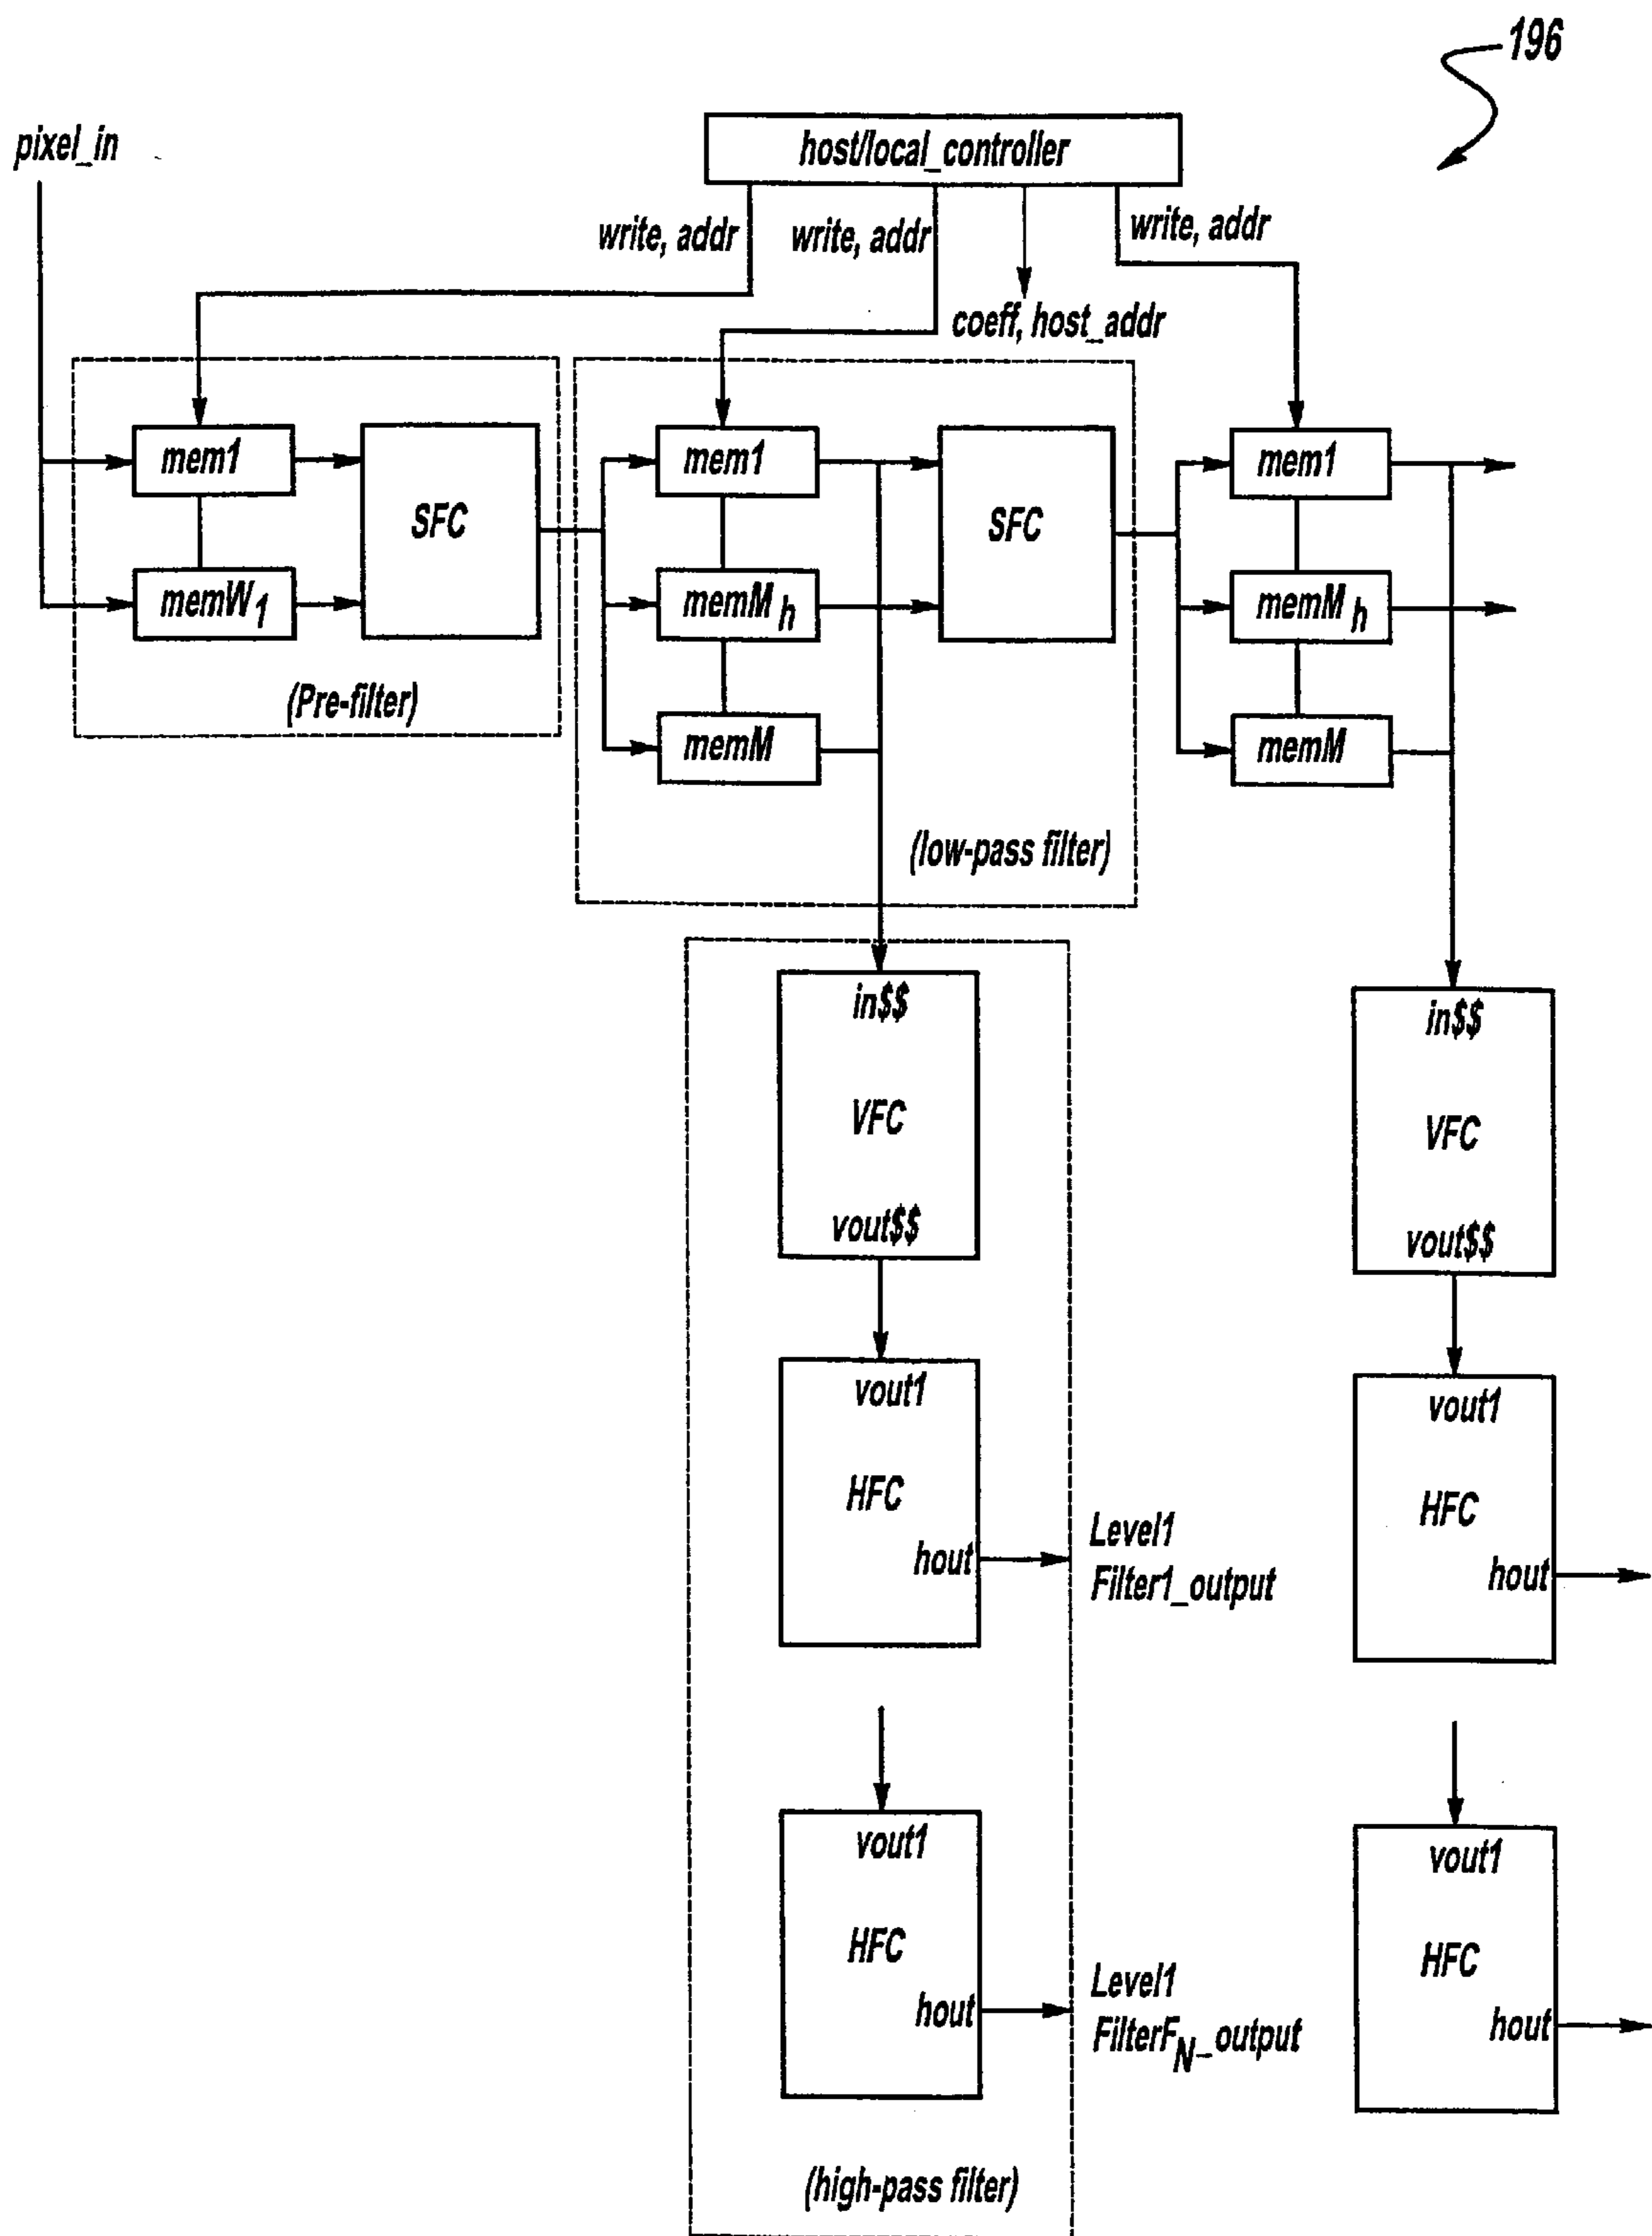 196
pixel_in
host/local_controller
write, addr
write, addr
write, addr
coeff, host_addr
mem1
SFC
memW1
(Pre-filter)
mem1
SFC
memM h
memM
(low-pass filter)
mem1
memM h
memM
in$$
VFC
vout$$
in$$
VFC
vout$$
vout1
HFC
hout
Level1
Filter1_output
vout1
HFC
hout
vout1
HFC
hout
Level1
FilterFN_output
vout1
HFC
hout
(high-pass filter)